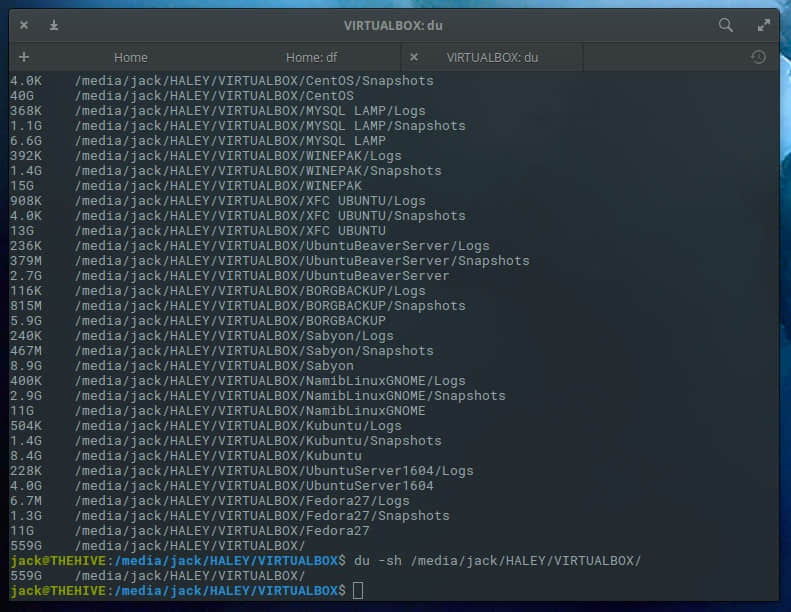 VIRTUALBOX: du
Home
Home: df
VIRTUALBOX: du
4.0K /media/jack/HALEY/VIRTUALBOX/CentOS/Snapshots
40G /media/jack/HALEY/VIRTUALBOX/CentOS
368K /media/jack/HALEY/VIRTUALBOX/MYSQL LAMP/Logs
1.1G /media/jack/HALEY/VIRTUALBOX/MYSQL LAMP/Snapshots
6.6G /media/jack/HALEY/VIRTUALBOX/MYSQL LAMP
392K /media/jack/HALEY/VIRTUALBOX/WINEPAK/Logs
1.4G /media/jack/HALEY/VIRTUALBOX/WINEPAK/Snapshots
15G /media/jack/HALEY/VIRTUALBOX/WINEPAK
908K /media/jack/HALEY/VIRTUALBOX/XFC UBUNTU/Logs
4.0K /media/jack/HALEY/VIRTUALBOX/XFC UBUNTU/Snapshots
13G /media/jack/HALEY/VIRTUALBOX/XFC UBUNTU
236K /media/jack/HALEY/VIRTUALBOX/UbuntuBeaverServer/Logs
379M /media/jack/HALEY/VIRTUALBOX/UbuntuBeaverServer/Snapshots
2.7G /media/jack/HALEY/VIRTUALBOX/UbuntuBeaverServer
116K /media/jack/HALEY/VIRTUALBOX/BORGBACKUP/Logs
815M /media/jack/HALEY/VIRTUALBOX/BORGBACKUP/Snapshots
5.9G /media/jack/HALEY/VIRTUALBOX/BORGBACKUP
240K /media/jack/HALEY/VIRTUALBOX/Sabyon/Logs
467M /media/jack/HALEY/VIRTUALBOX/Sabyon/Snapshots
8.9G /media/jack/HALEY/VIRTUALBOX/Sabyon
400K /media/jack/HALEY/VIRTUALBOX/NamibLinuxGNOME/Logs
2.9G /media/jack/HALEY/VIRTUALBOX/NamibLinuxGNOME/Snapshots
11G /media/jack/HALEY/VIRTUALBOX/NamibLinuxGNOME
504K /media/jack/HALEY/VIRTUALBOX/Kubuntu/Logs
1.4G /media/jack/HALEY/VIRTUALBOX/Kubuntu/Snapshots
8.4G /media/jack/HALEY/VIRTUALBOX/Kubuntu
228K /media/jack/HALEY/VIRTUALBOX/UbuntuServer1604/Logs
4.0G /media/jack/HALEY/VIRTUALBOX/UbuntuServer1604
6.7M /media/jack/HALEY/VIRTUALBOX/Fedora27/Logs
1.3G /media/jack/HALEY/VIRTUALBOX/Fedora27/Snapshots
11G /media/jack/HALEY/VIRTUALBOX/Fedora27
559G /media/jack/HALEY/VIRTUALBOX/
jack@THEHIVE:/media/jack/HALEY/VIRTUALBOX$ du -sh /media/jack/HALEY/VIRTUALBOX/
559G /media/jack/HALEY/VIRTUALBOX/
jack@THEHIVE:/media/jack/HALEY/VIRTUALBOX$